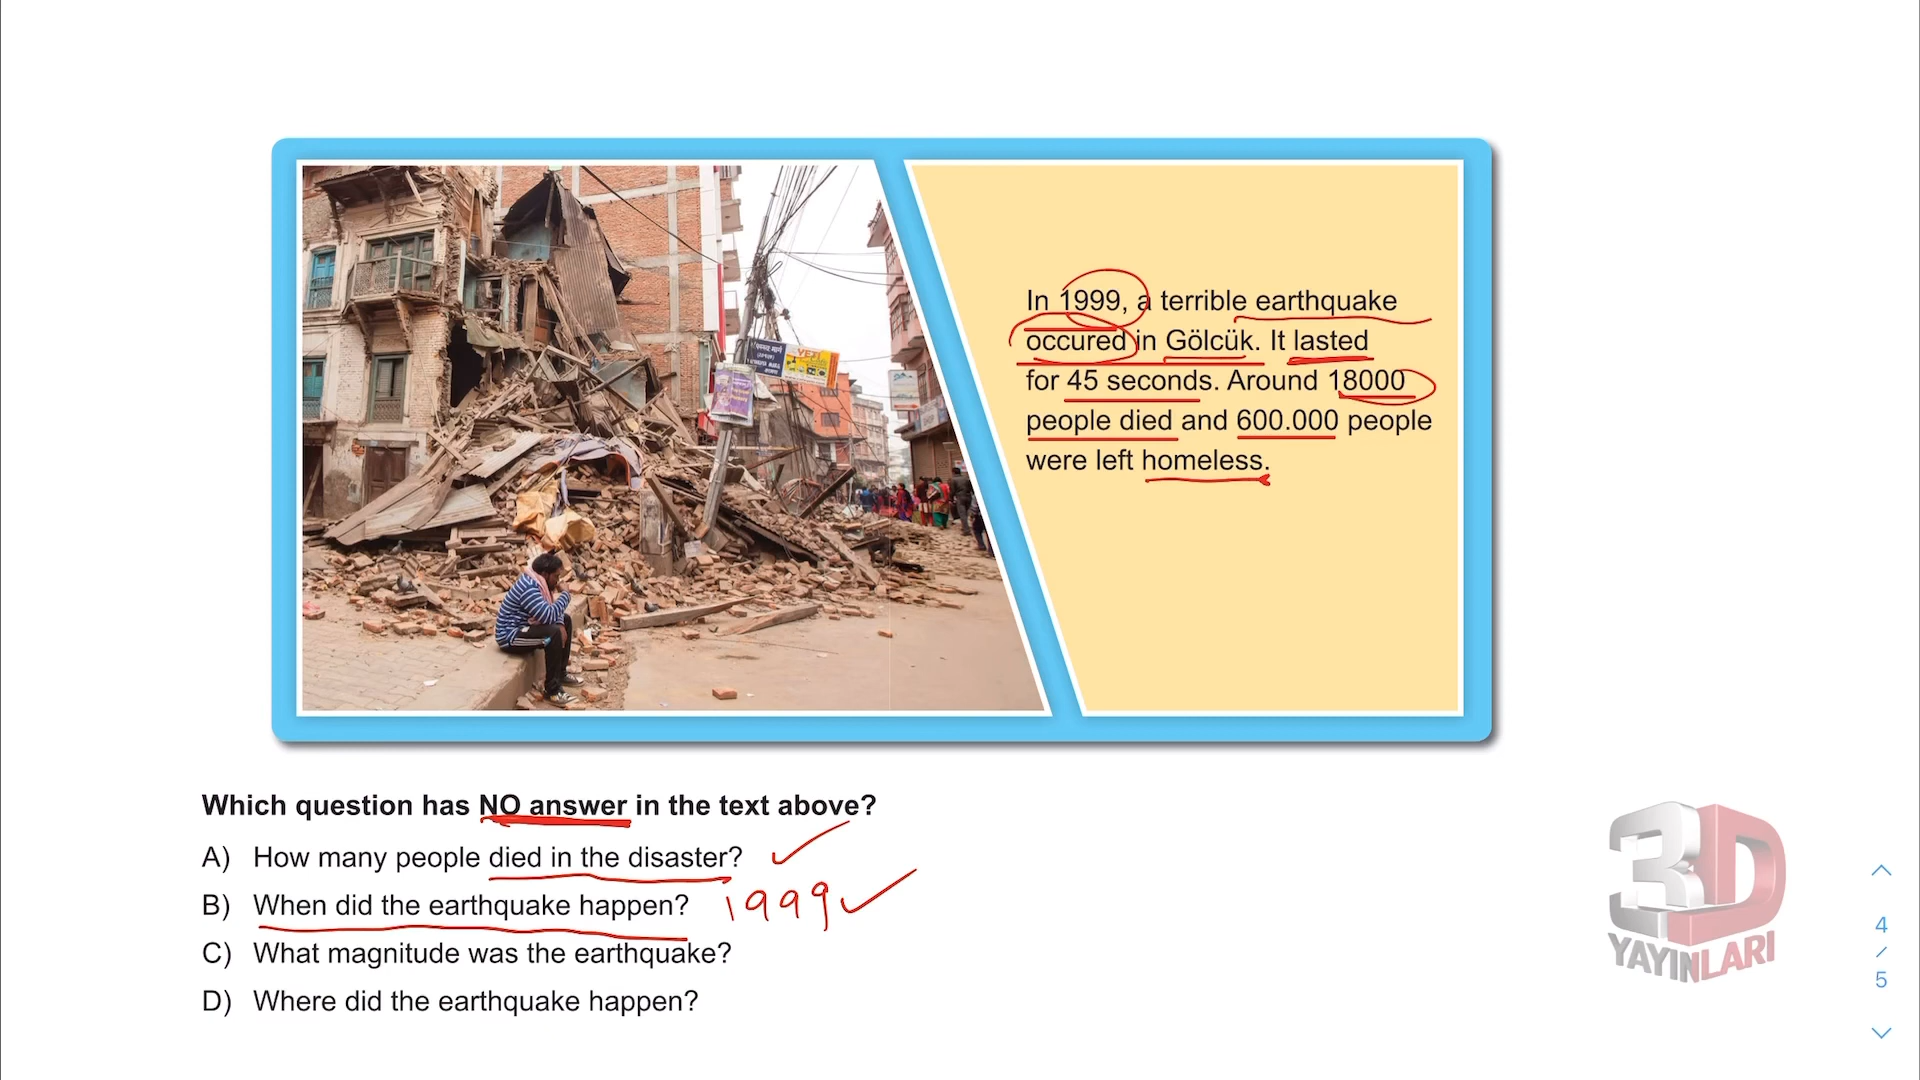 In 1999, a terrible earthquake
occured in Gölcük. It lasted
for 45 seconds. Around 18000
people died and 600.000 people
were left homeless.
Which question has NO answer in the text above?
A) How many people died in the disaster?
B) When did the earthquake happen? 1999
C) What magnitude was the earthquake?
D) Where did the earthquake happen?
3D
YAYINLARI
4
/
5